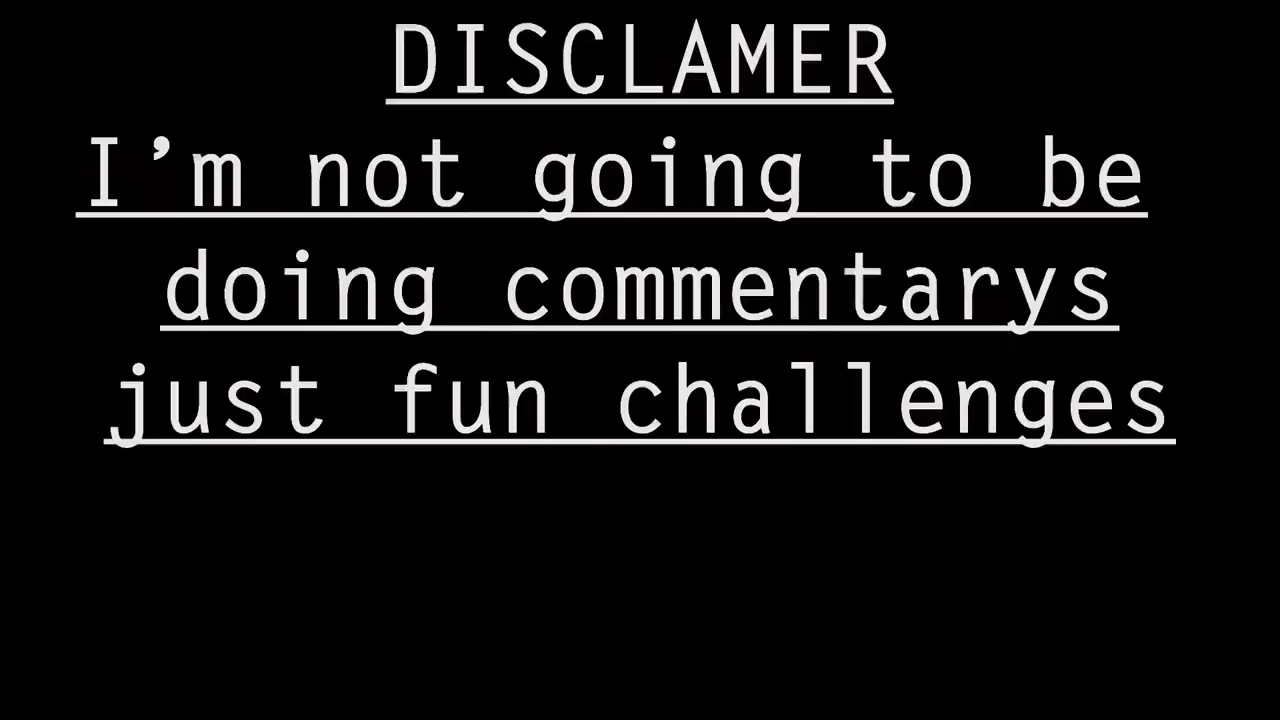 DISCLAMER
I'm not going to be
doing commentarys
just fun challenges